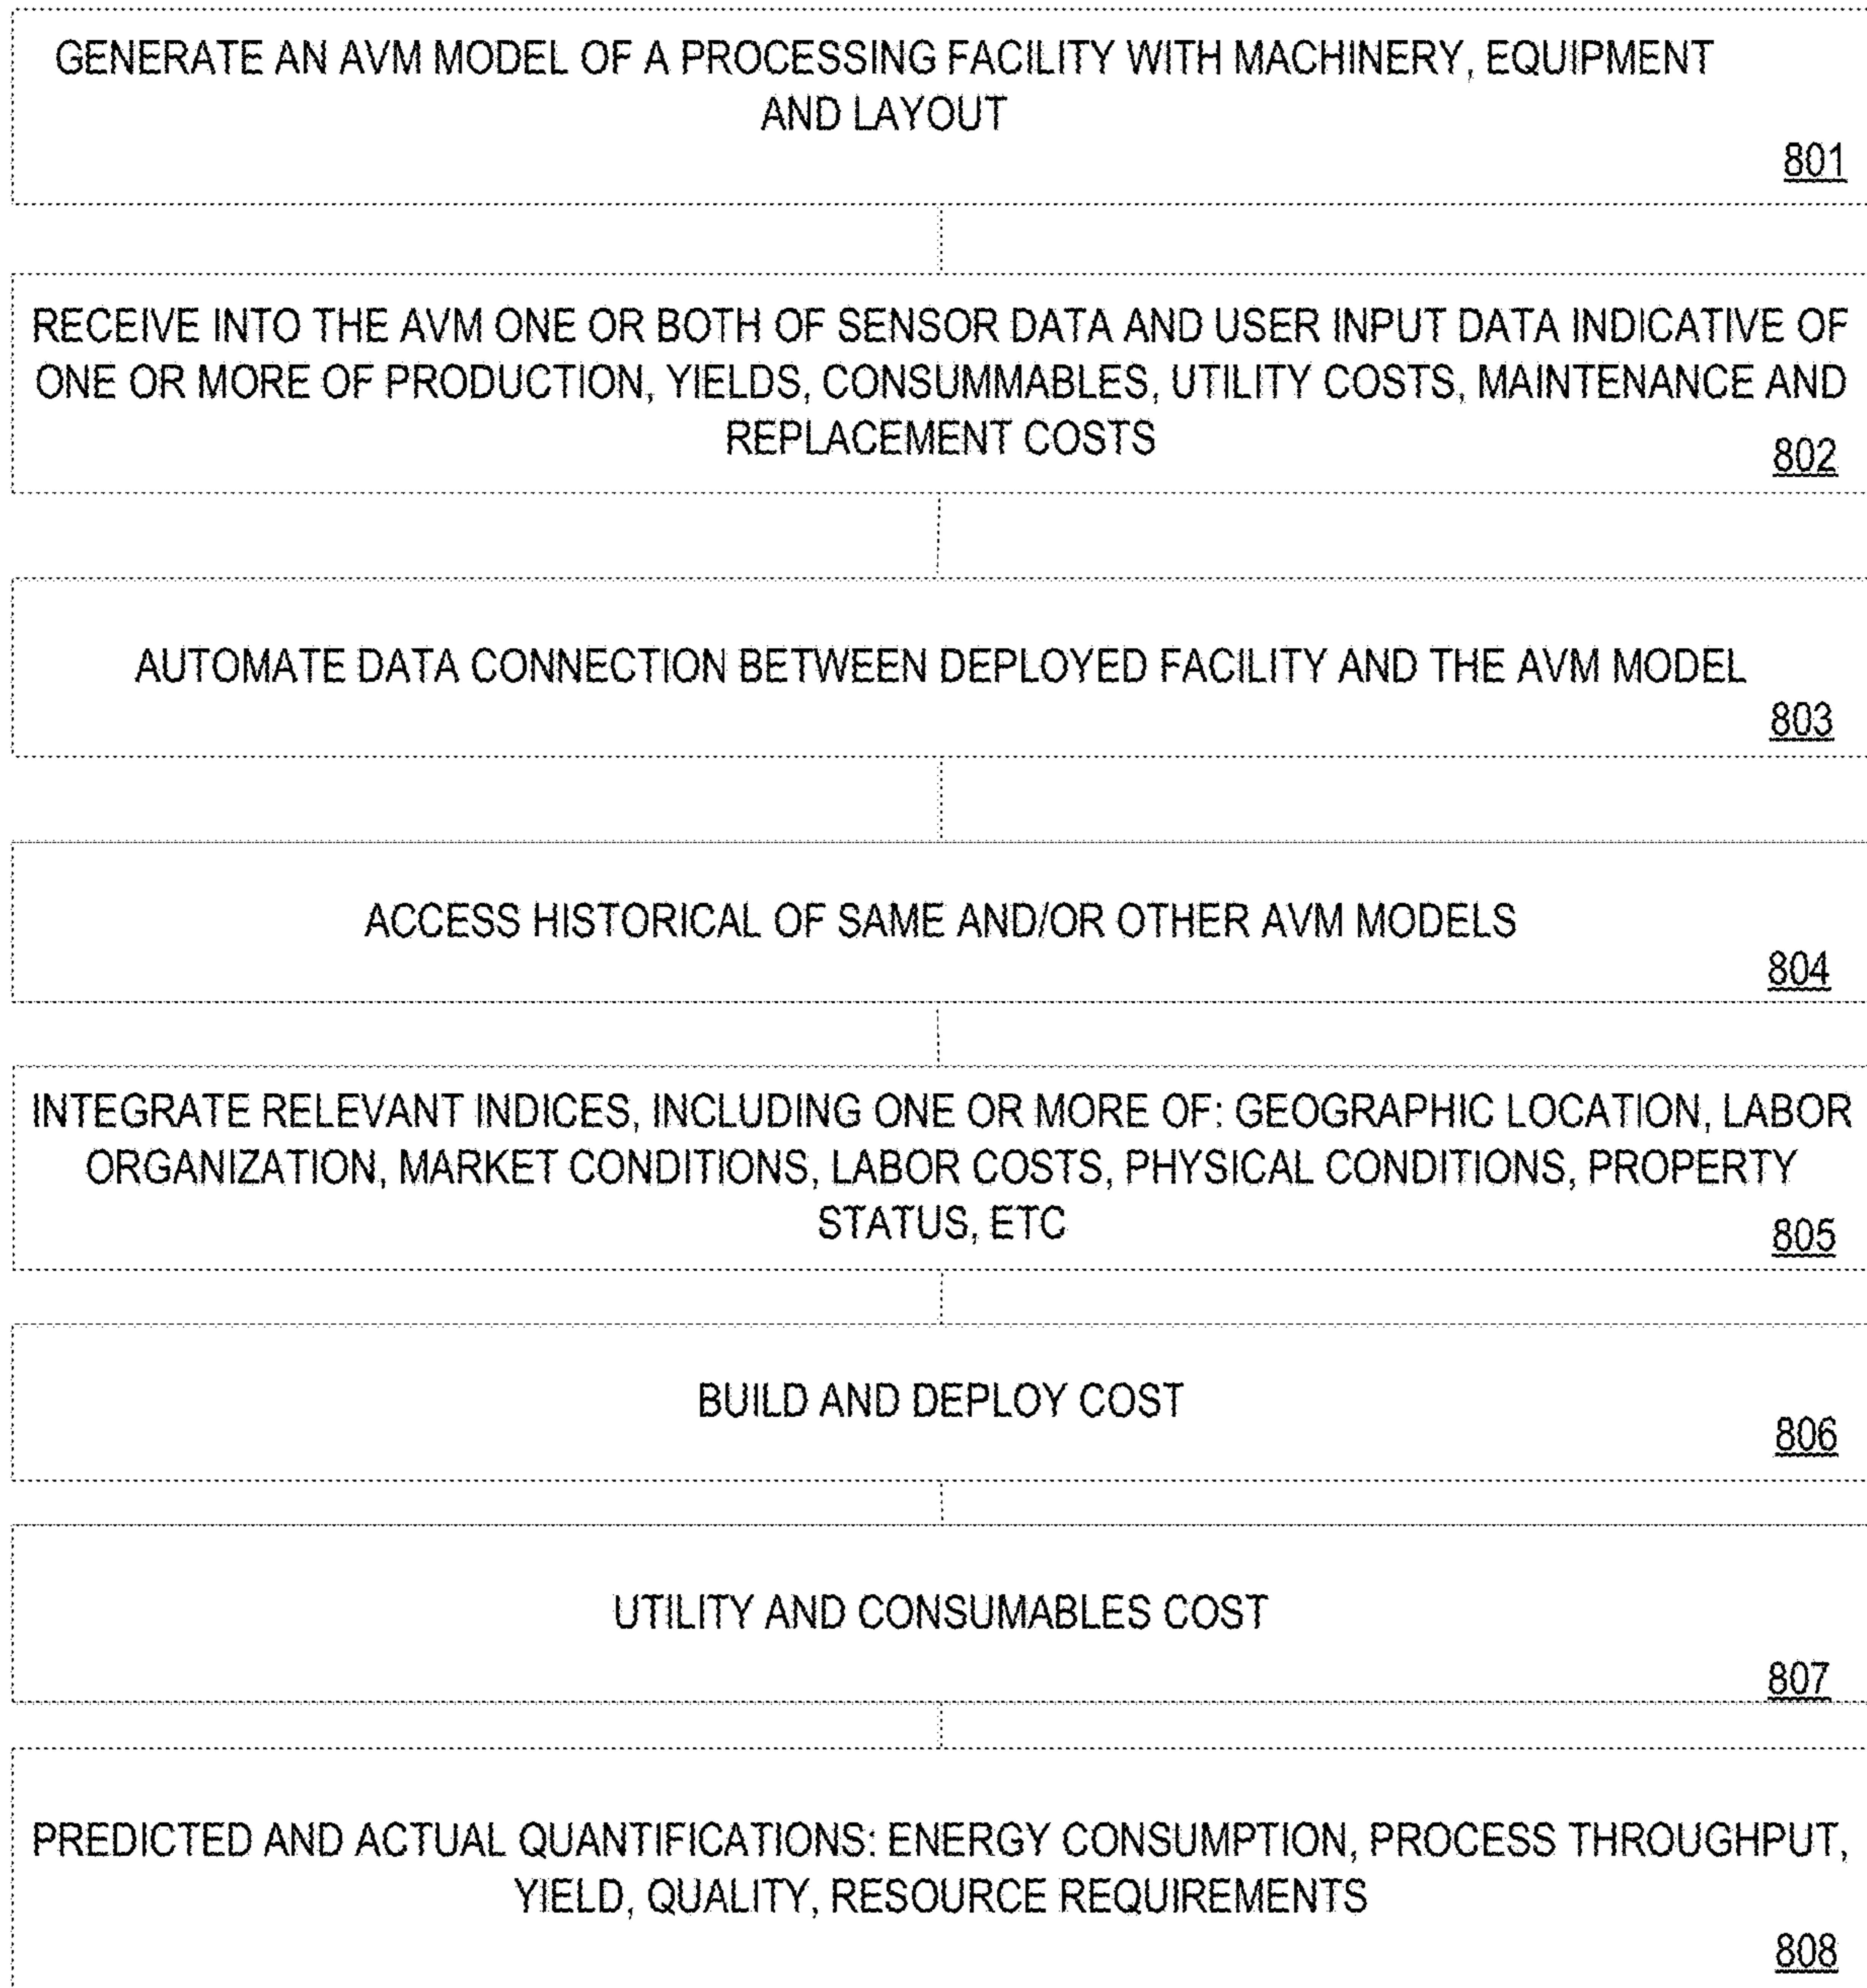 GENERATE AN AVM MODEL OF A PROCESSING FACILITY WITH MACHINERY, EQUIPMENT
AND LAYOUT
801
RECEIVE INTO THE AVM ONE OR BOTH OF SENSOR DATA AND USER INPUT DATA INDICATIVE OF
ONE OR MORE OF PRODUCTION, YIELDS, CONSUMMABLES, UTILITY COSTS, MAINTENANCE AND
REPLACEMENT COSTS
802
AUTOMATE DATA CONNECTION BETWEEN DEPLOYED FACILITY AND THE AVM MODEL
803
ACCESS HISTORICAL OF SAME AND/OR OTHER AVM MODELS
804
INTEGRATE RELEVANT INDICES, INCLUDING ONE OR MORE OF: GEOGRAPHIC LOCATION, LABOR
ORGANIZATION, MARKET CONDITIONS, LABOR COSTS, PHYSICAL CONDITIONS, PROPERTY
STATUS, ETC
805
BUILD AND DEPLOY COST
806
UTILITY AND CONSUMABLES COST
807
PREDICTED AND ACTUAL QUANTIFICATIONS: ENERGY CONSUMPTION, PROCESS THROUGHPUT,
YIELD, QUALITY, RESOURCE REQUIREMENTS
808